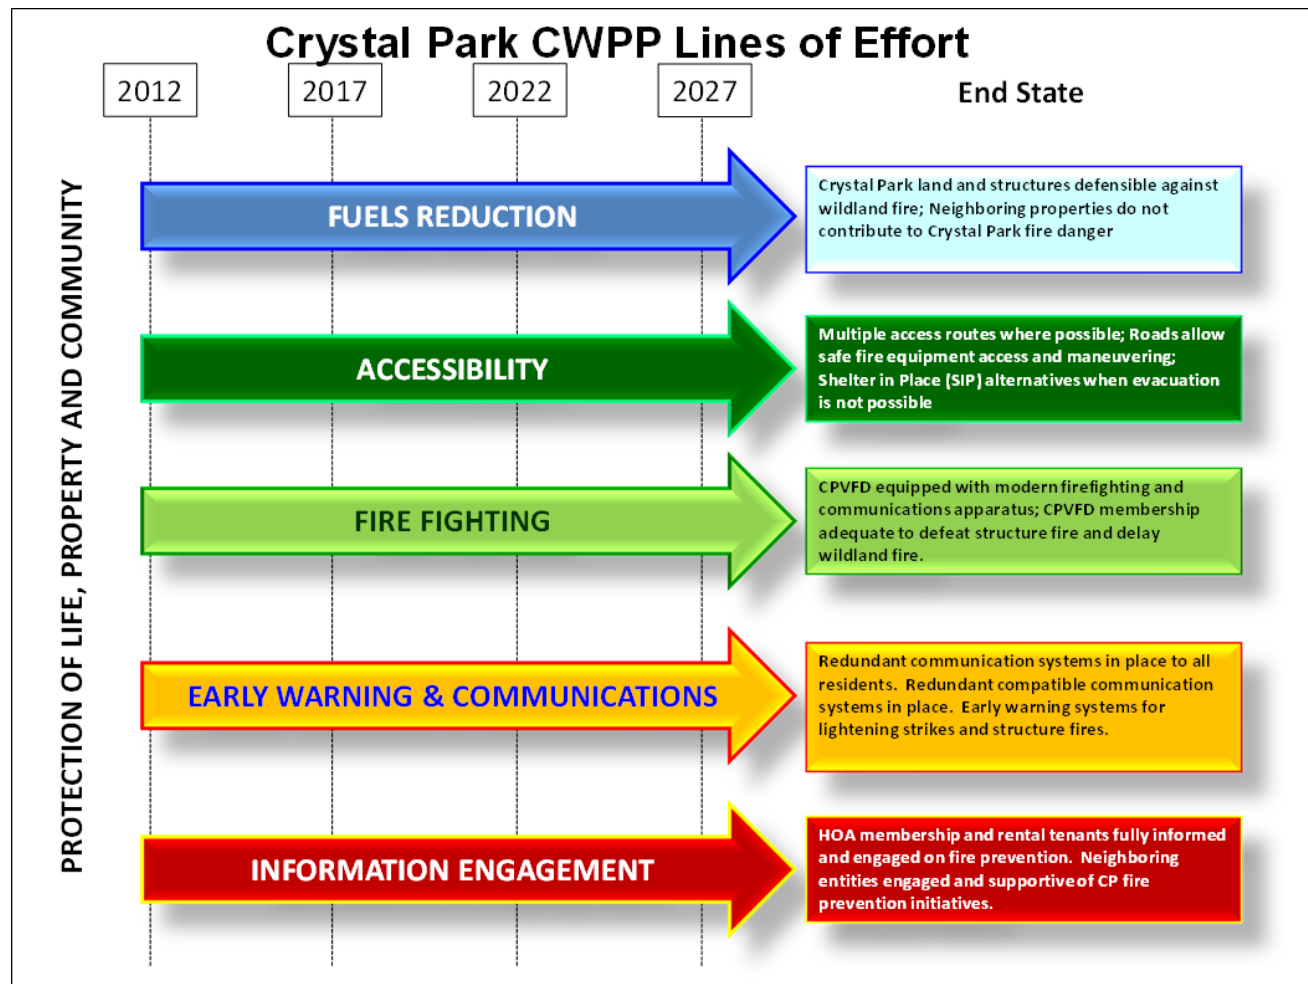 Crystal Park CWPP Lines of Effort
2012
2017
2022
2027
End State
PROTECTION OF LIFE, PROPERTY AND COMMUNITY
FUELS REDUCTION
Crystal Park land and structures defensible against
wildland fire; Neighboring properties do not
contribute to Crystal Park fire danger
ACCESSIBILITY
Multiple access routes where possible; Roads allow
safe fire equipment access and maneuvering;
Shelter in Place (SIP) alternatives when evacuation
is not possible
FIRE FIGHTING
CPVFD equipped with modern firefighting and
communications apparatus; CPVFD membership
adequate to defeat structure fire and delay
wildland fire.
EARLY WARNING & COMMUNICATIONS
Redundant communication systems in place to all
residents. Redundant compatible communication
systems in place. Early warning systems for
lightening strikes and structure fires.
INFORMATION ENGAGEMENT
HOA membership and rental tenants fully informed
and engaged on fire prevention. Neighboring
entities engaged and supportive of CP fire
prevention initiatives.